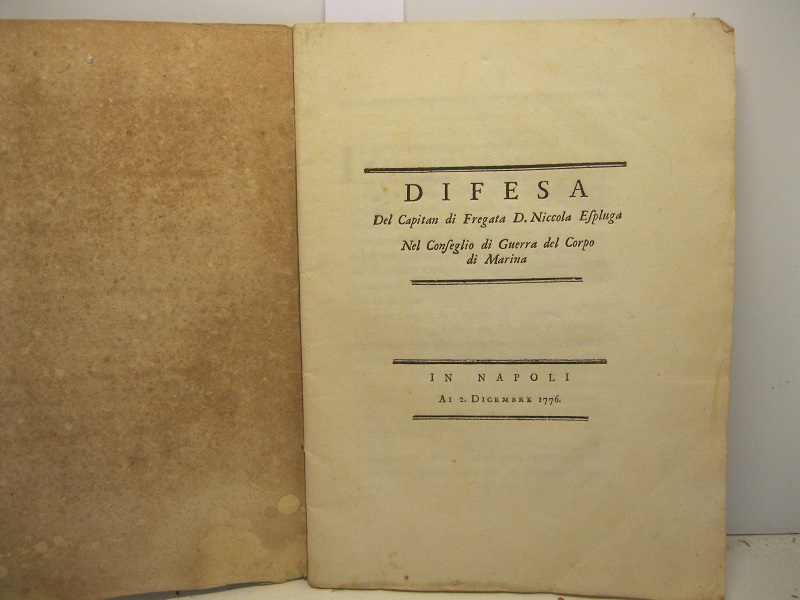 DIFESA
Del Capitan di Fregata D. Niccola Eſpluga
Nel Conſeglio di Guerra del Corpo
di Marina
IN NAPOLI
Ai 2. Dicembre 1776.